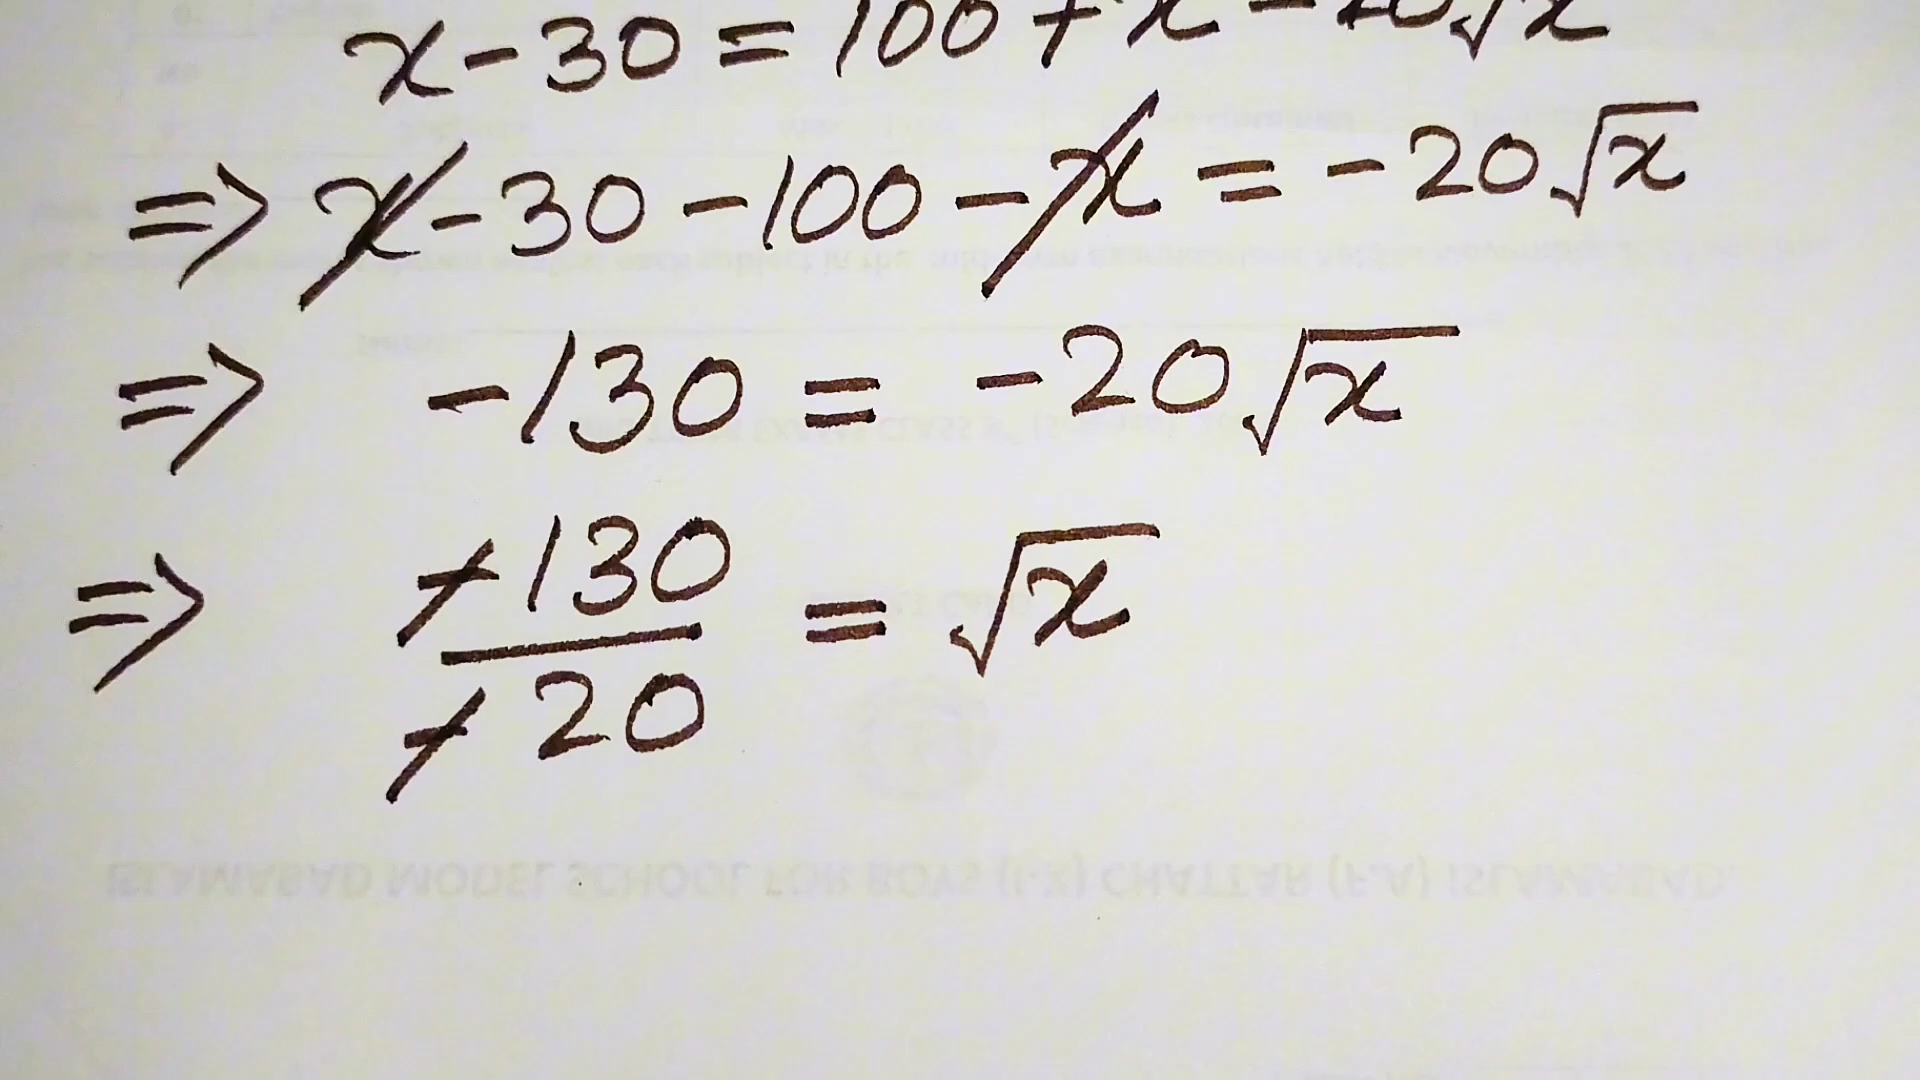 x - 30 = 100 + x - 20√x
⇒ x - 30 - 100 - x = - 20√x
⇒ - 130 = - 20√x
⇒ -130/-20 = √x